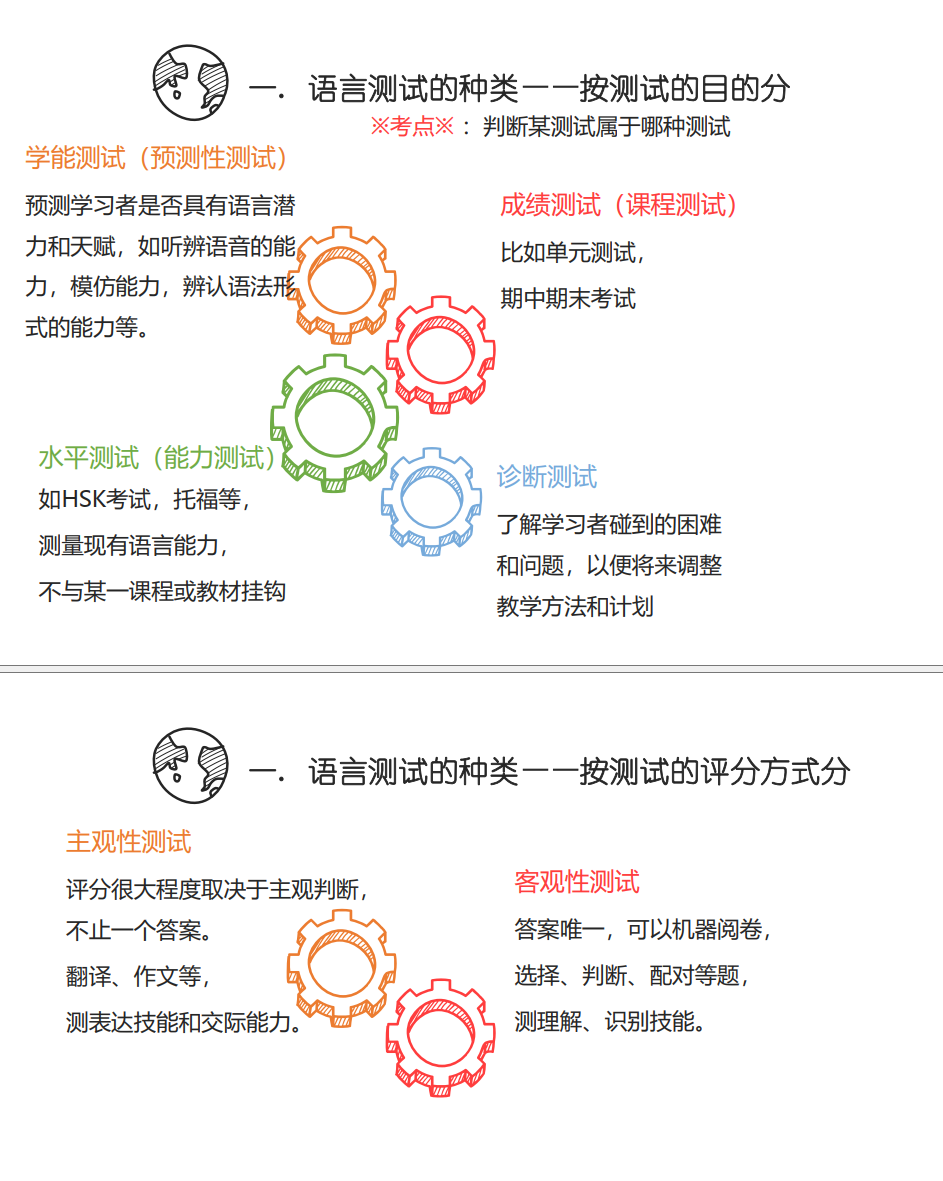 一．语言测试的种类——按测试的目的分
※考点※：判断某测试属于哪种测试
学能测试（预测性测试）
预测学习者是否具有语言潜
力和天赋，如听辨语音的能
力，模仿能力，辨认语法形
式的能力等。
成绩测试（课程测试）
比如单元测试，
期中期末考试
水平测试（能力测试）
如HSK考试，托福等，
测量现有语言能力，
不与某一课程或教材挂钩
诊断测试
了解学习者碰到的困难
和问题，以便将来调整
教学方法和计划
一．语言测试的种类——按测试的评分方式分
主观性测试
评分很大程度取决于主观判断，
不止一个答案。
翻译、作文等，
测表达技能和交际能力。
客观性测试
答案唯一，可以机器阅卷，
选择、判断、配对等题，
测理解、识别技能。